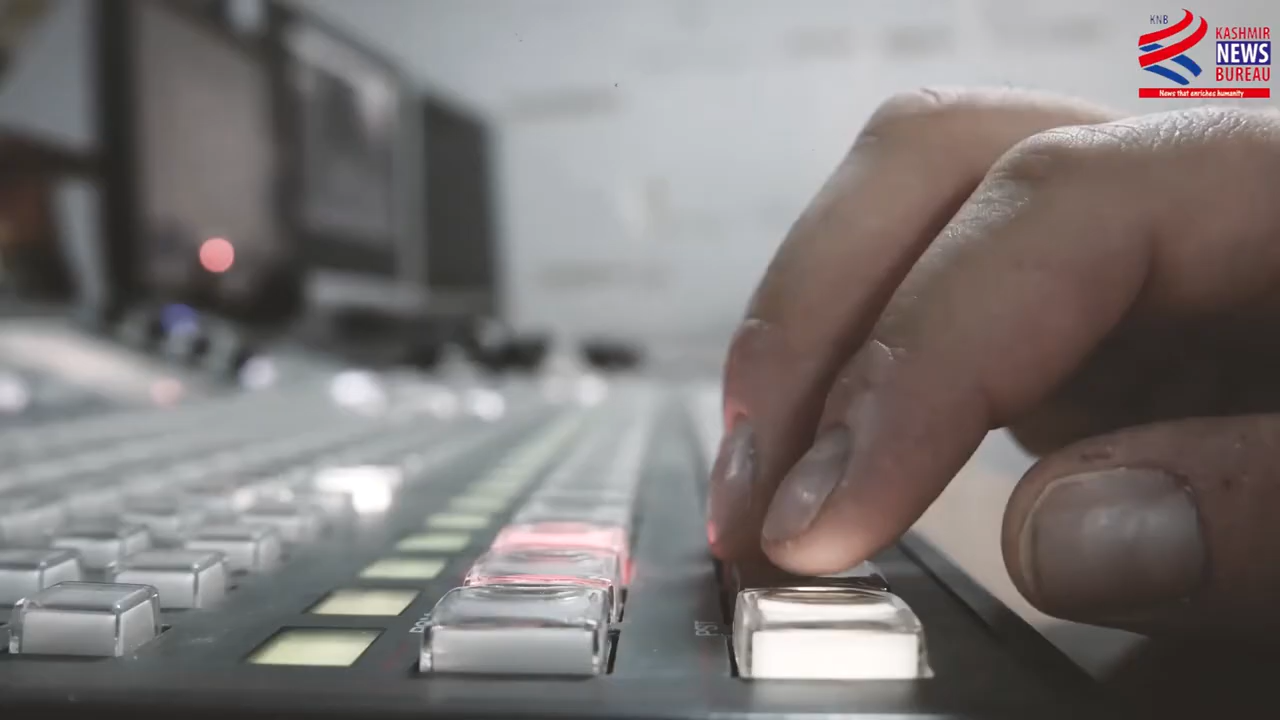 KNB
KASHMIR
NEWS
BUREAU
News that enriches humanity
PST